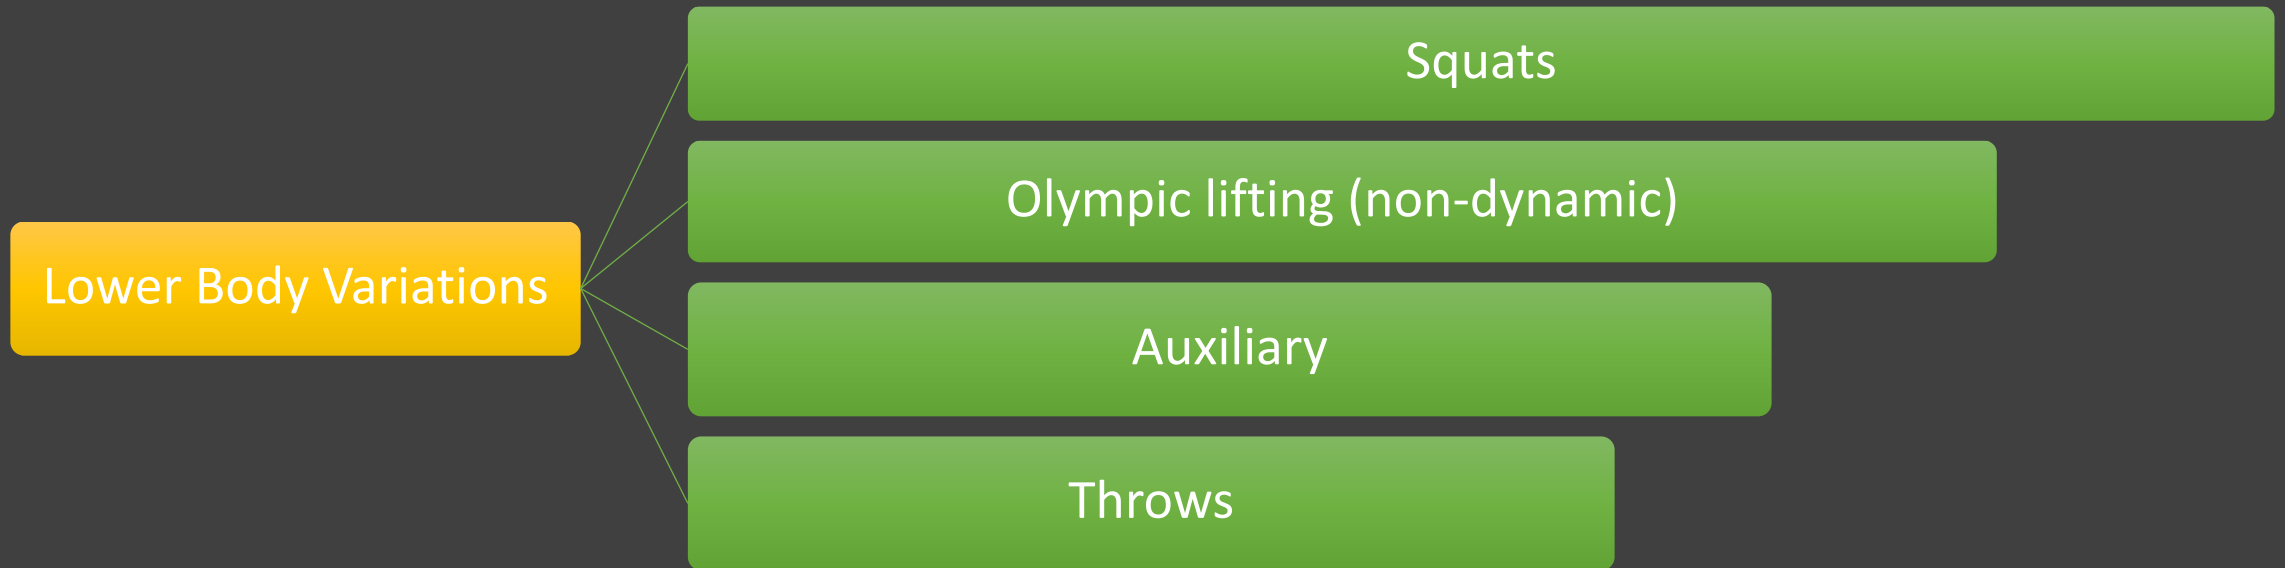 Lower Body Variations
Squats
Olympic lifting (non-dynamic)
Auxiliary
Throws